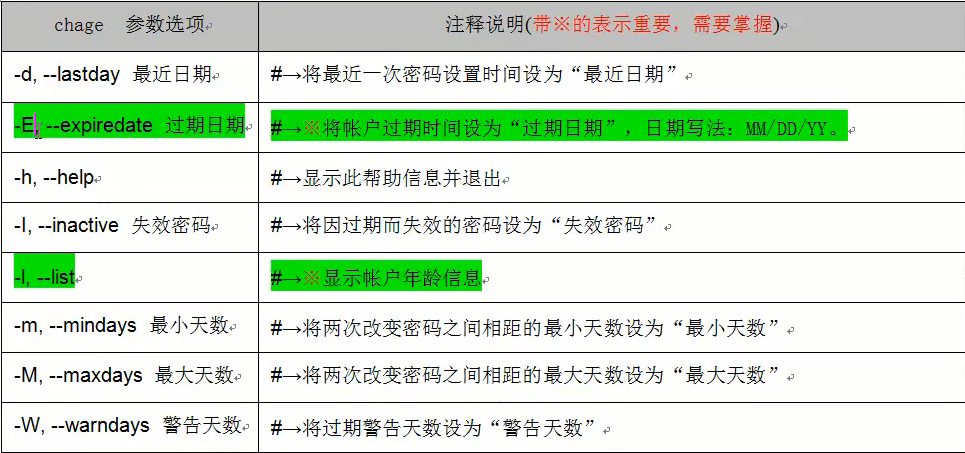 chage 参数选项 注释说明(带※的表示重要，需要掌握)
-d, --lastday 最近日期 #→将最近一次密码设置时间设为“最近日期”
-E, --expiredate 过期日期 #→※将帐户过期时间设为“过期日期”，日期写法：MM/DD/YY。
-h, --help #→显示此帮助信息并退出
-I, --inactive 失效密码 #→将因过期而失效的密码设为“失效密码”
-l, --list #→※显示帐户年龄信息
-m, --mindays 最小天数 #→将两次改变密码之间相距的最小天数设为“最小天数”
-M, --maxdays 最大天数 #→将两次改变密码之间相距的最大天数设为“最大天数”
-W, --warndays 警告天数 #→将过期警告天数设为“警告天数”